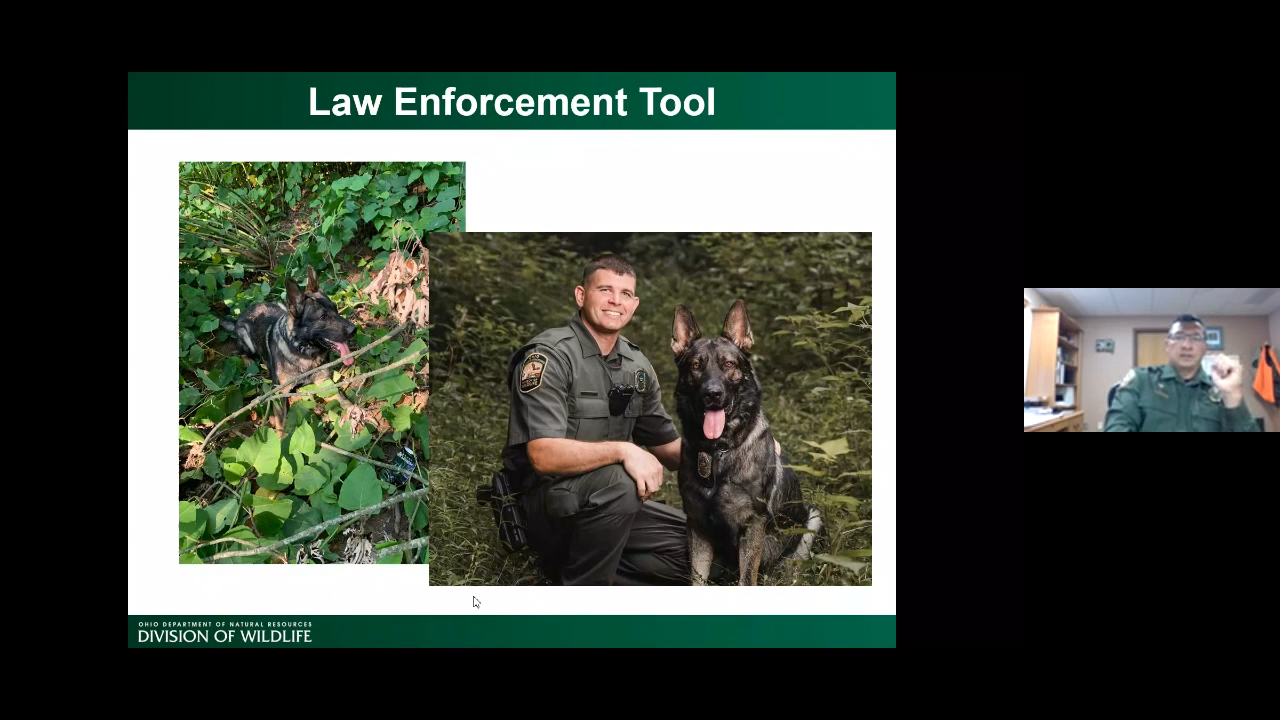 Law Enforcement Tool
OHIO DEPARTMENT OF NATURAL RESOURCES
DIVISION OF WILDLIFE